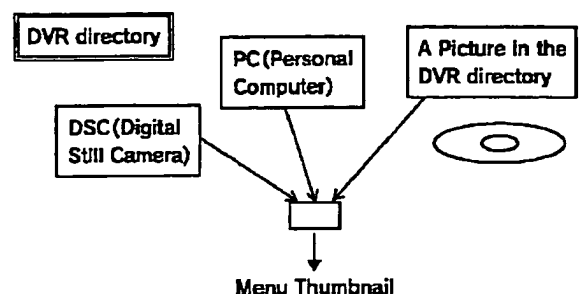 DVR directory
PC(Personal
Computer)
A Picture in the
DVR directory
DSC(Digital
Still Camera)
Menu Thumbnail